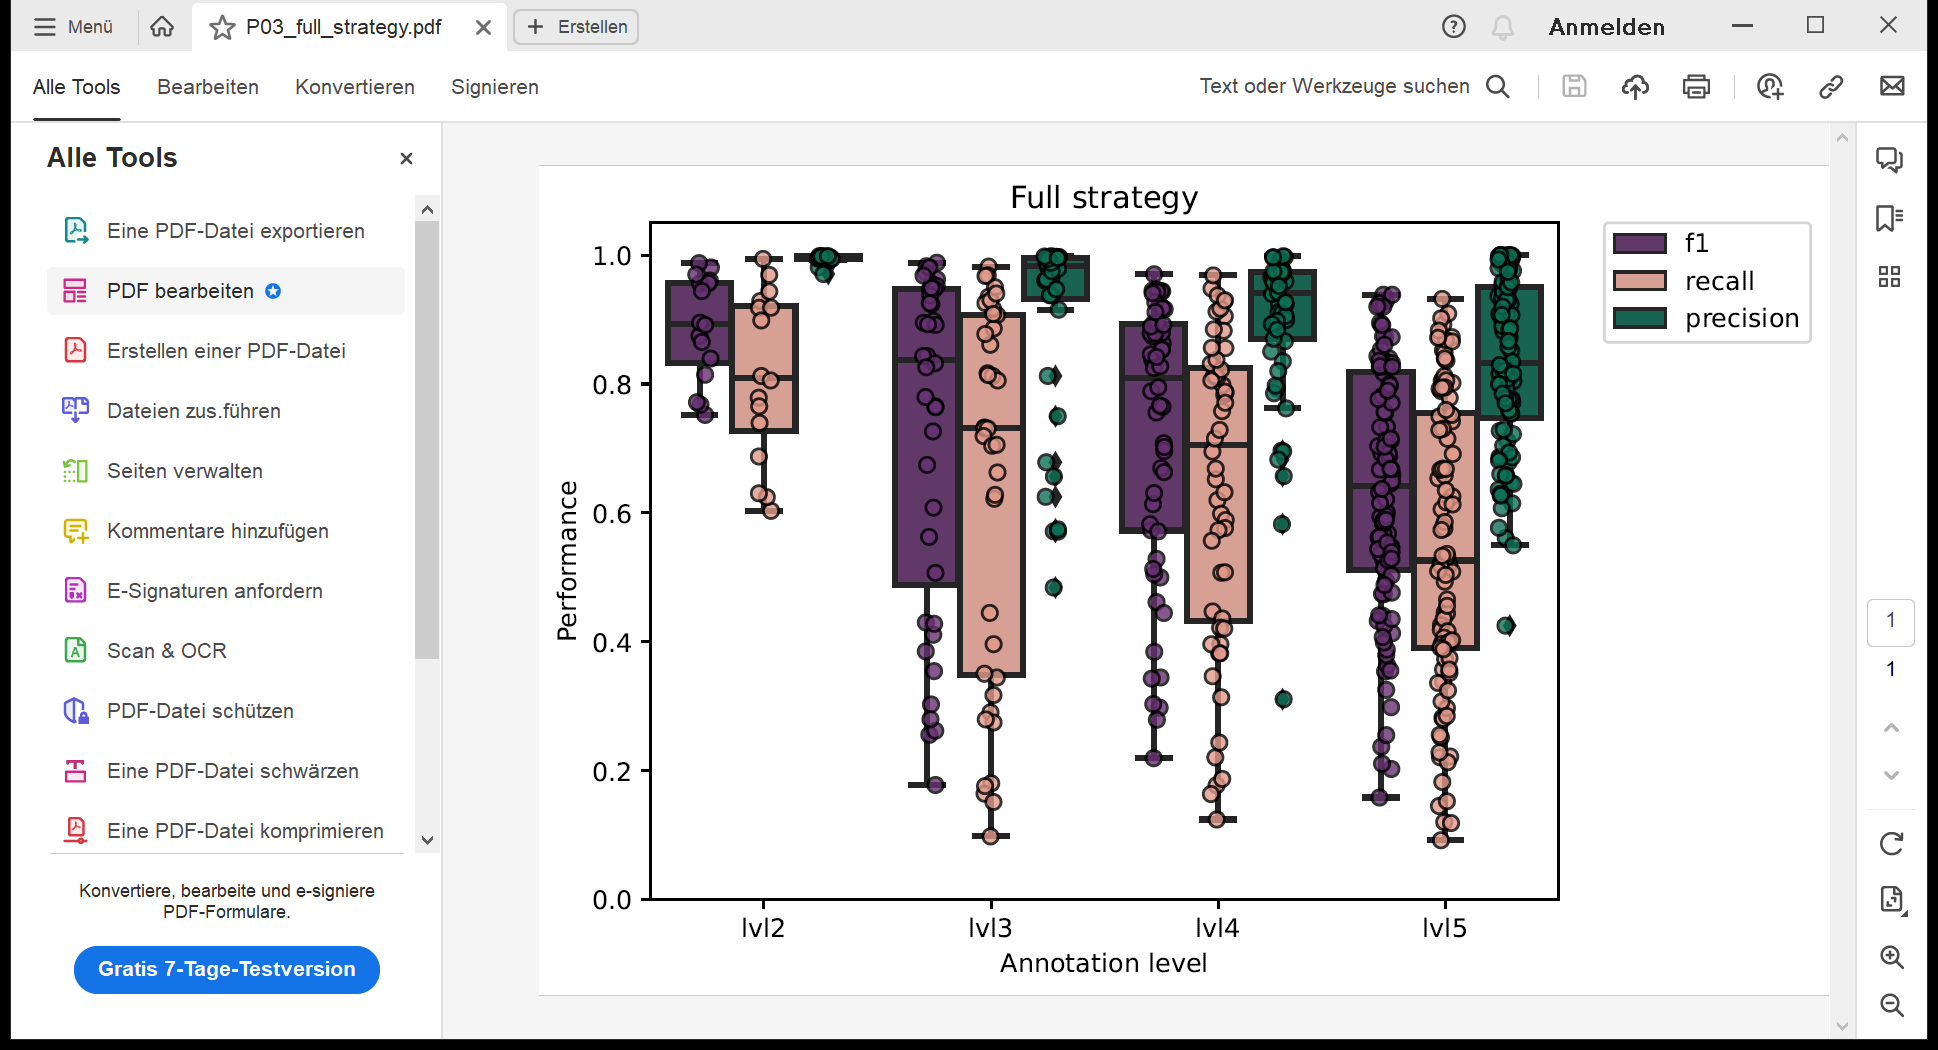 Menü
P03_full_strategy.pdf
Erstellen
Anmelden
Alle Tools
Bearbeiten
Konvertieren
Signieren
Text oder Werkzeuge suchen
Alle Tools
Eine PDF-Datei exportieren
PDF bearbeiten
Erstellen einer PDF-Datei
Dateien zus.führen
Seiten verwalten
Kommentare hinzufügen
E-Signaturen anfordern
Scan & OCR
PDF-Datei schützen
Eine PDF-Datei schwärzen
Eine PDF-Datei komprimieren
Konvertiere, bearbeite und e-signiere
PDF-Formulare.
Gratis 7-Tage-Testversion
Full strategy
1.0
0.8
0.6
0.4
0.2
0.0
Performance
lvl2
lvl3
lvl4
lvl5
Annotation level
f1
recall
precision
1
1